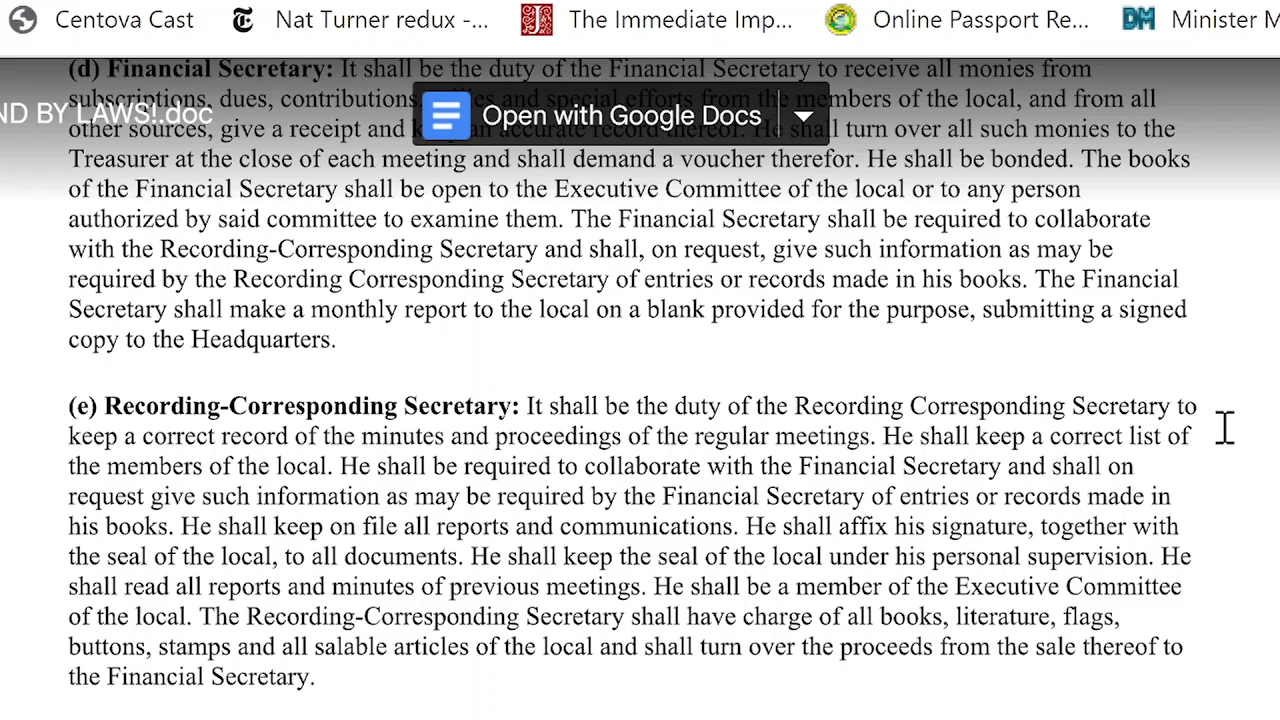 Centova Cast Nat Turner redux -... The Immediate Imp... Online Passport Re... Minister M
(d) Financial Secretary: It shall be the duty of the Financial Secretary to receive all monies from
subscriptions, dues, contributions, and special efforts from the members of the local, and from all
ND BY LAWS!.doc
Open with Google Docs
other sources, give a receipt and keep an accurate record thereof. He shall turn over all such monies to the
Treasurer at the close of each meeting and shall demand a voucher therefor. He shall be bonded. The books
of the Financial Secretary shall be open to the Executive Committee of the local or to any person
authorized by said committee to examine them. The Financial Secretary shall be required to collaborate
with the Recording-Corresponding Secretary and shall, on request, give such information as may be
required by the Recording Corresponding Secretary of entries or records made in his books. The Financial
Secretary shall make a monthly report to the local on a blank provided for the purpose, submitting a signed
copy to the Headquarters.
(e) Recording-Corresponding Secretary: It shall be the duty of the Recording Corresponding Secretary to
keep a correct record of the minutes and proceedings of the regular meetings. He shall keep a correct list of
the members of the local. He shall be required to collaborate with the Financial Secretary and shall on
request give such information as may be required by the Financial Secretary of entries or records made in
his books. He shall keep on file all reports and communications. He shall affix his signature, together with
the seal of the local, to all documents. He shall keep the seal of the local under his personal supervision. He
shall read all reports and minutes of previous meetings. He shall be a member of the Executive Committee
of the local. The Recording-Corresponding Secretary shall have charge of all books, literature, flags,
buttons, stamps and all salable articles of the local and shall turn over the proceeds from the sale thereof to
the Financial Secretary.